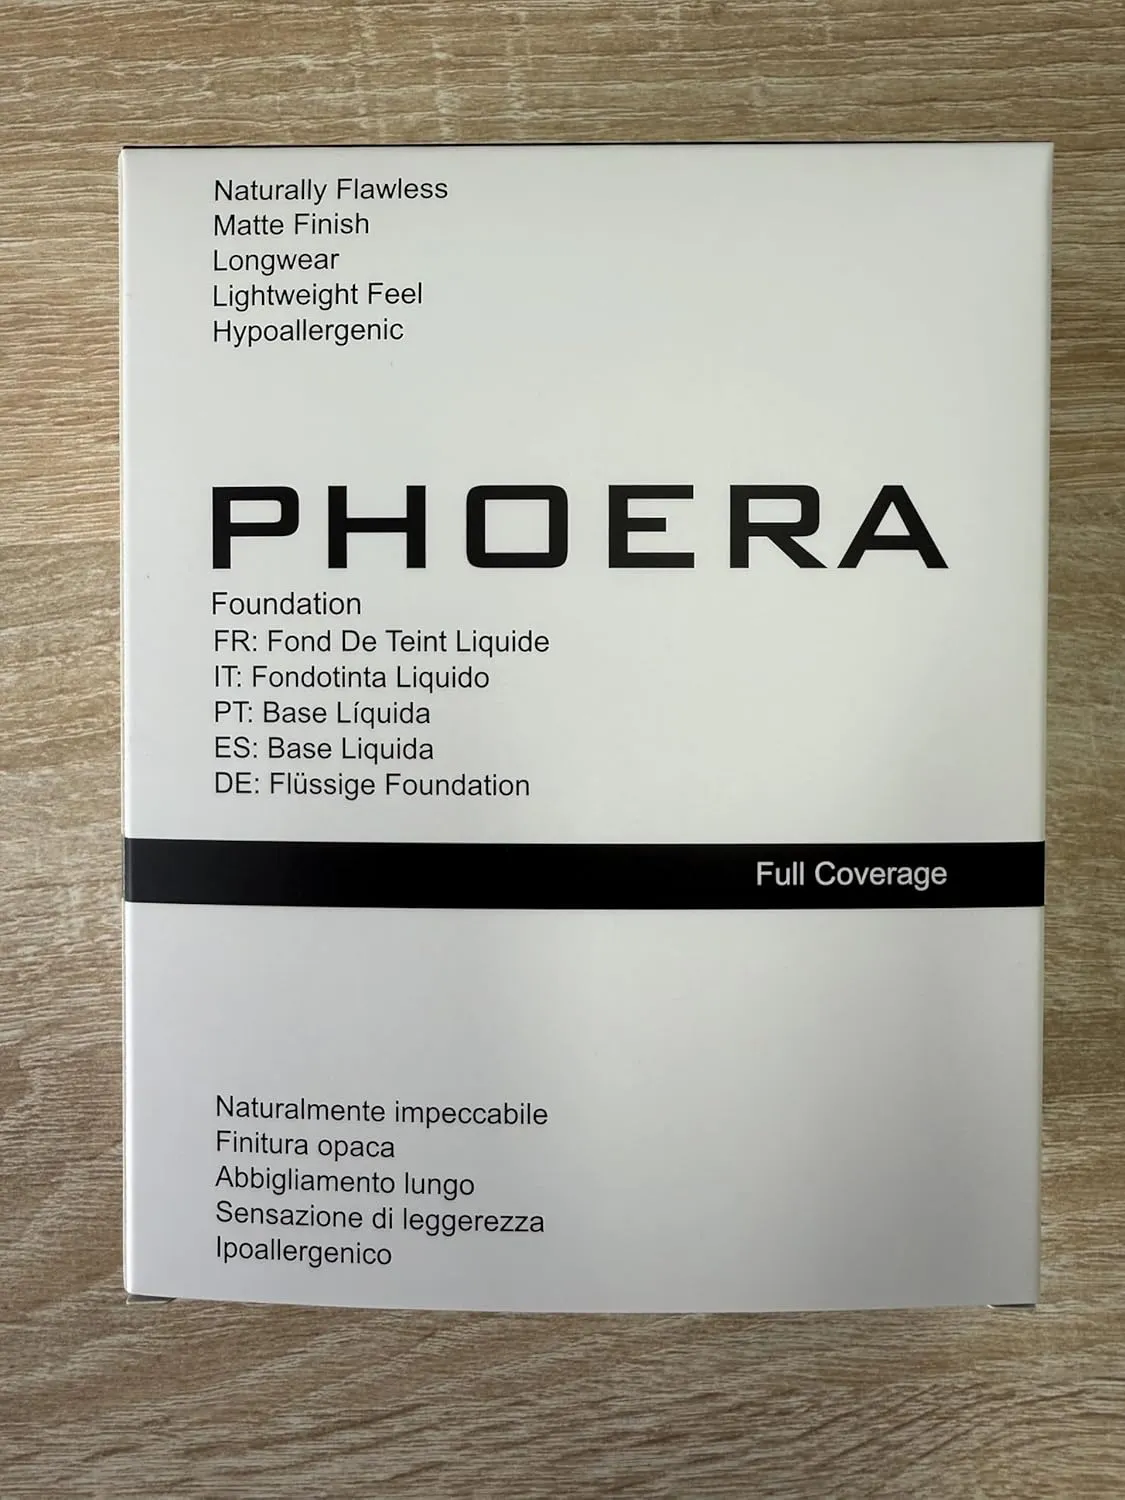 Naturally Flawless
Matte Finish
Longwear
Lightweight Feel
Hypoallergenic
PHOERA
Foundation
FR: Fond De Teint Liquide
IT: Fondotinta Liquido
PT: Base Líquida
ES: Base Liquida
DE: Flüssige Foundation
Full Coverage
Naturalmente impeccabile
Finitura opaca
Abbigliamento lungo
Sensazione di leggerezza
Ipoallergenico